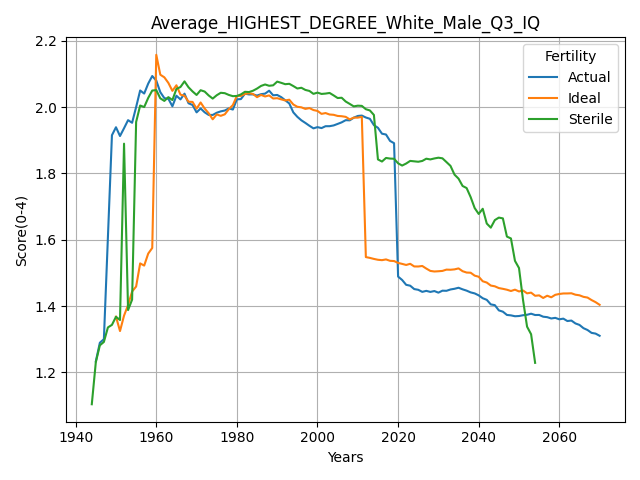 Average_HIGHEST_DEGREE_White_Male_Q3_IQ
Fertility
Actual
Ideal
Sterile
Score(0-4)
2.2
2.0
1.8
1.6
1.4
1.2
1940 1960 1980 2000 2020 2040 2060
Years